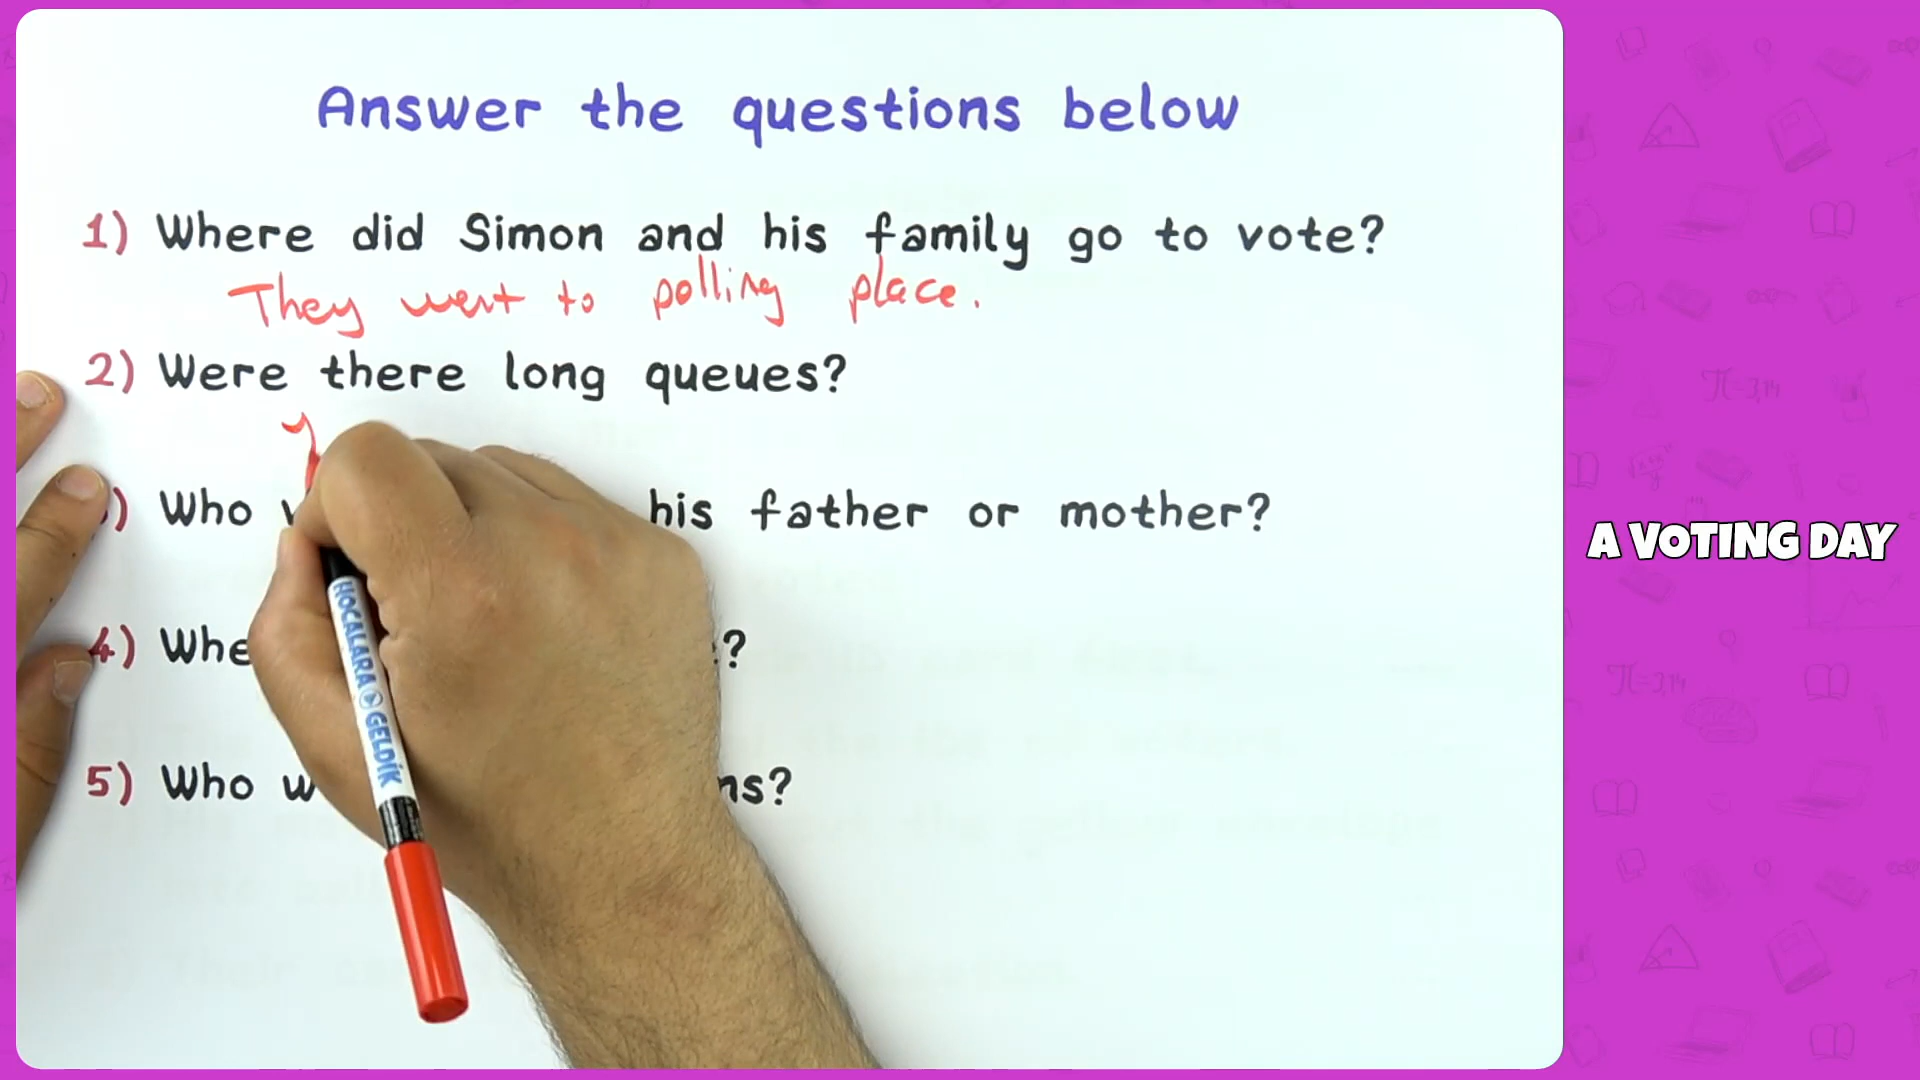 Answer the questions below
1) Where did Simon and his family go to vote?
They went to polling place.
2) Were there long queues?
) Who his father or mother?
4) Whe ?
5) Who w ns?
HOCALARA GELDİK
A VOTING DAY